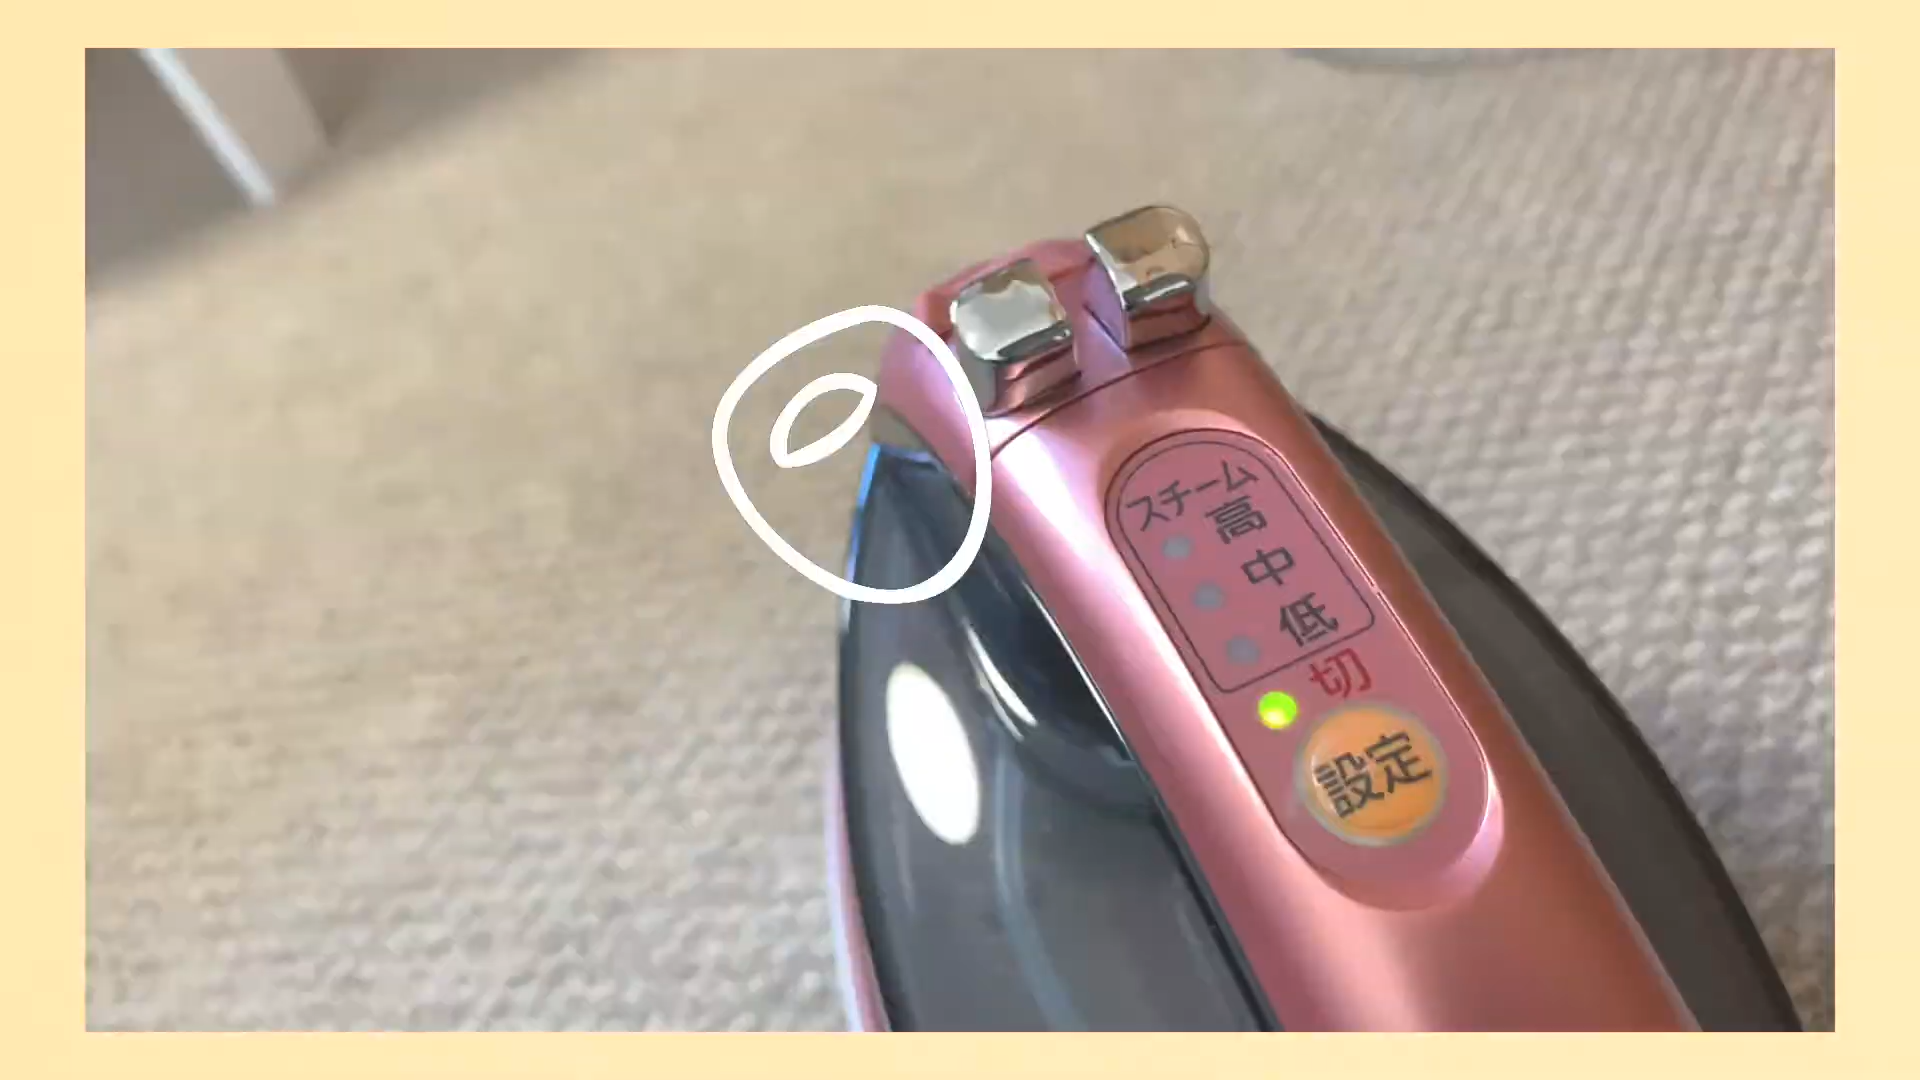 スチーム
高
中
低
切
設定